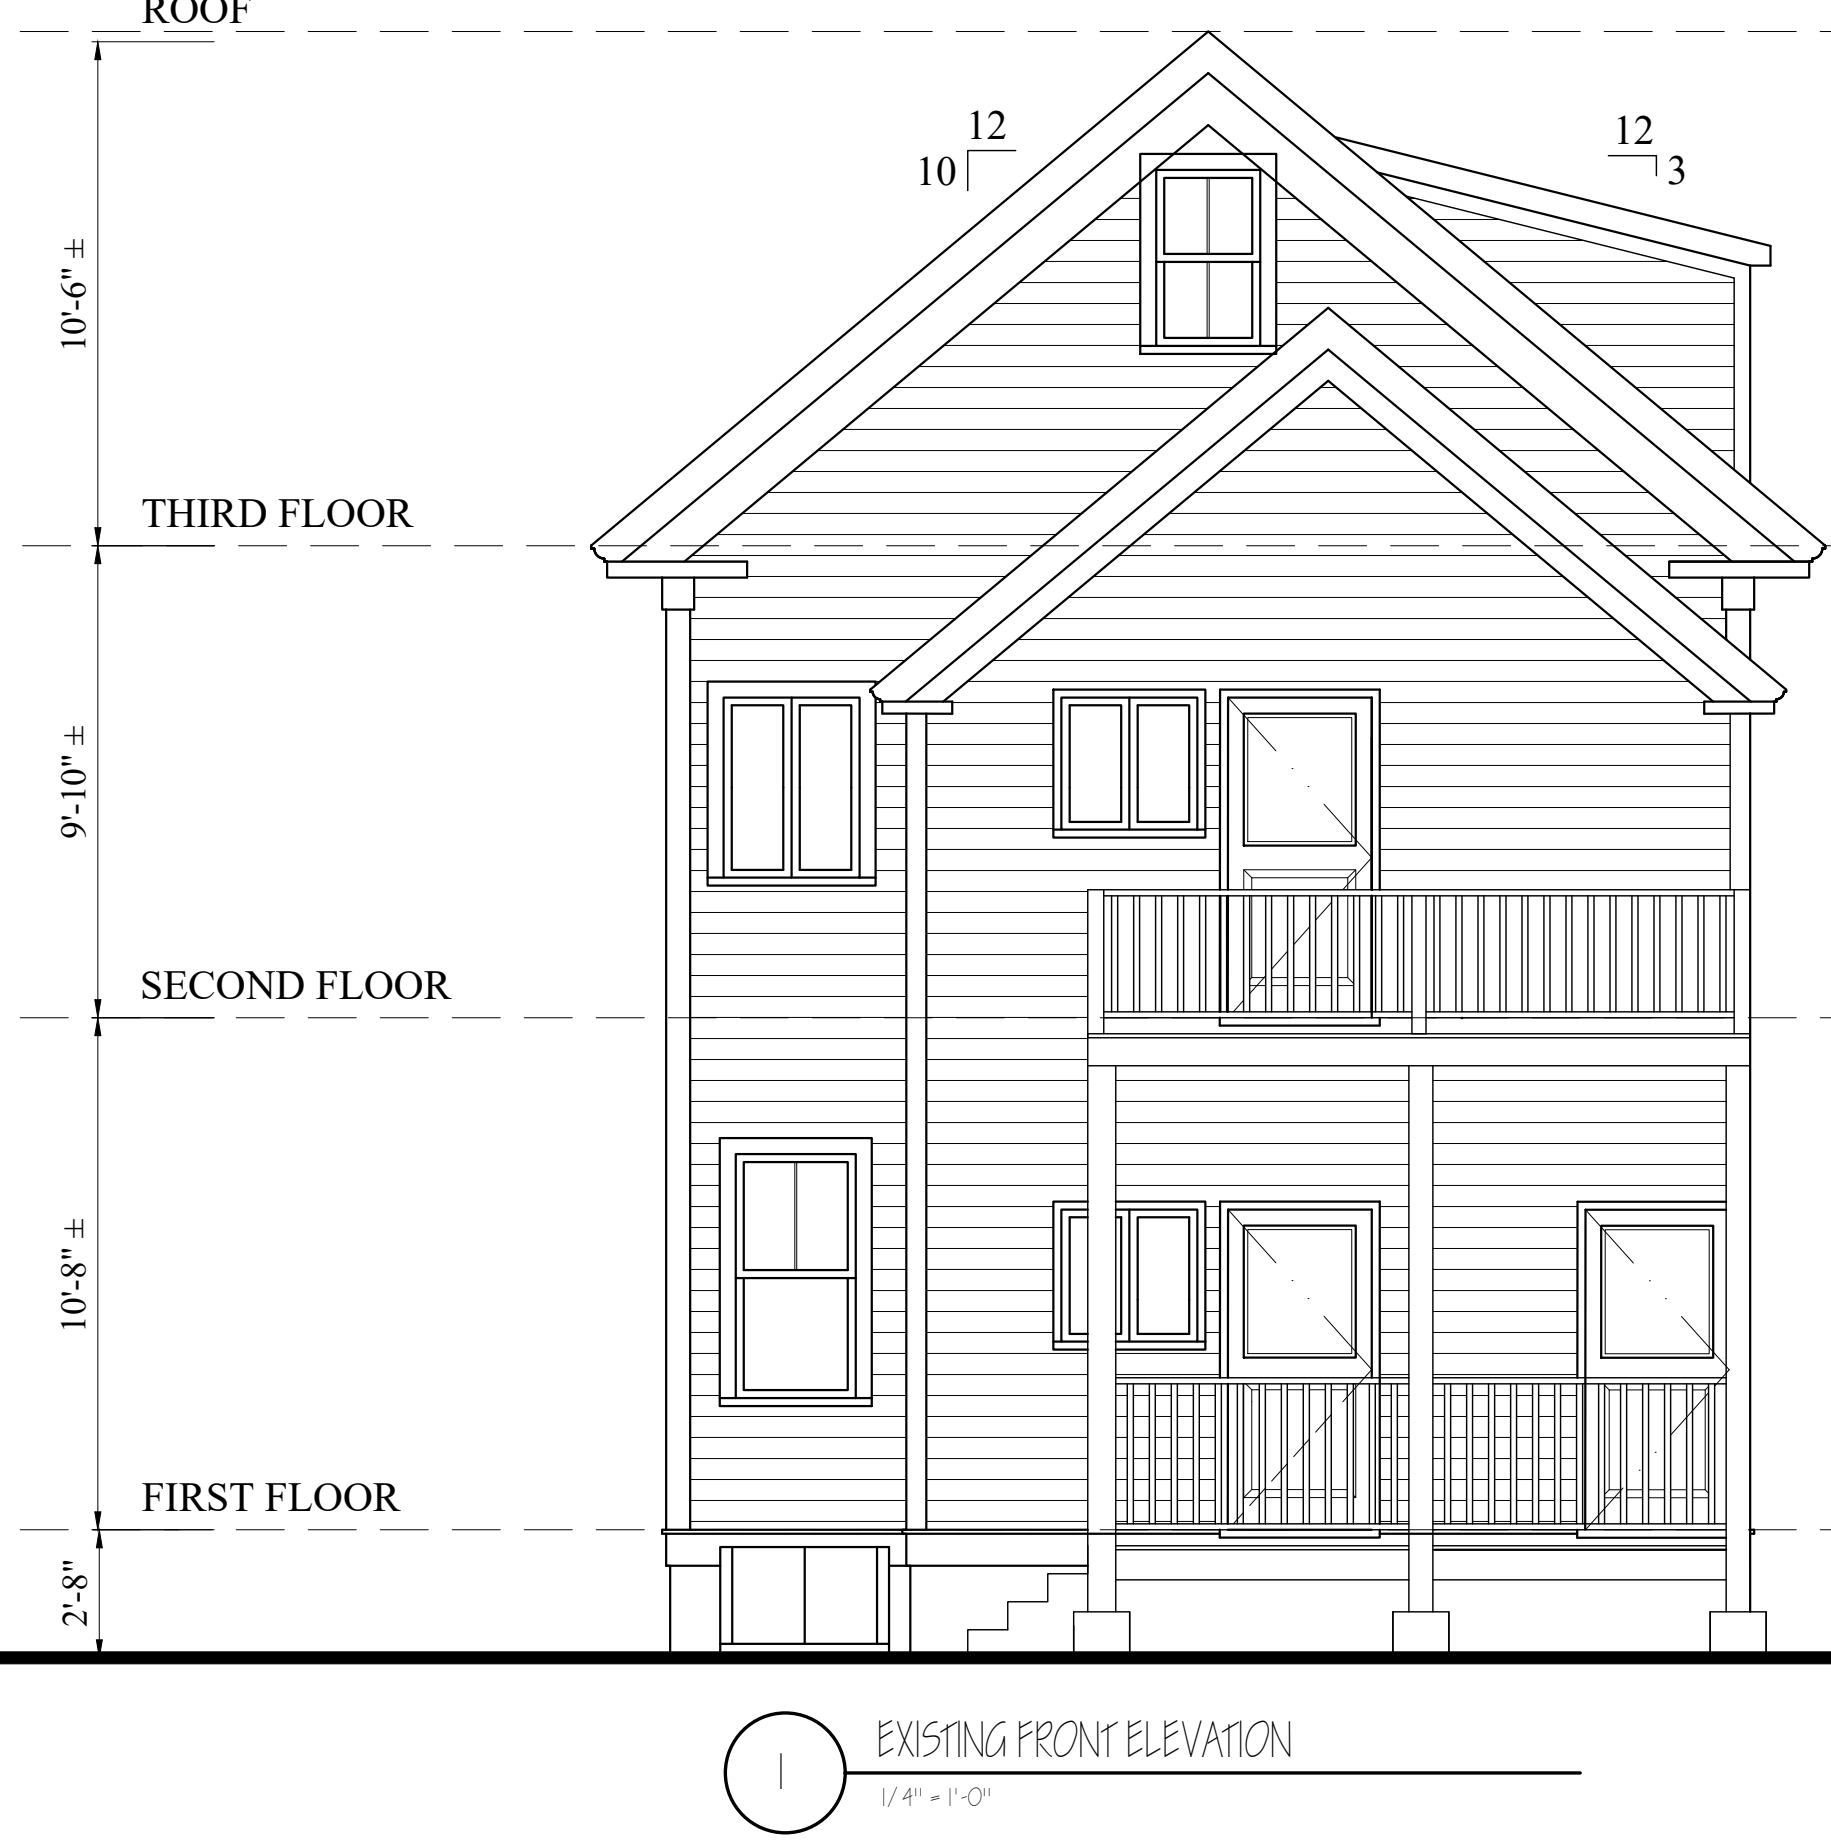 ROOF
12
10
12
3
10'-6" ±
THIRD FLOOR
9'-10" ±
SECOND FLOOR
10'-8" ±
FIRST FLOOR
2'-8"
1
EXISTING FRONT ELEVATION
1/4" = 1'-0"